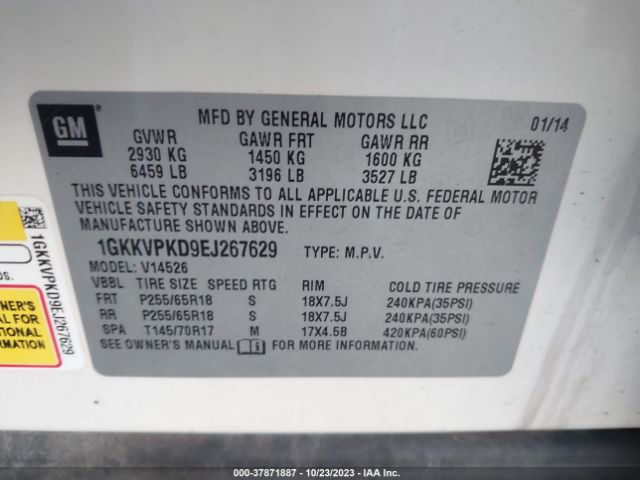 GM
MFD BY GENERAL MOTORS LLC 01/14
GVWR GAWR FRT GAWR RR
2930 KG 1450 KG 1600 KG
6459 LB 3196 LB 3527 LB
THIS VEHICLE CONFORMS TO ALL APPLICABLE U.S. FEDERAL MOTOR
VEHICLE SAFETY STANDARDS IN EFFECT ON THE DATE OF
MANUFACTURE SHOWN ABOVE.
1GKKVPKD9EJ267629 TYPE: M.P.V.
MODEL: V14526
VBBL TIRE SIZE SPEED RTG RIM COLD TIRE PRESSURE
FRT P255/65R18 S 18X7.5J 240KPA(35PSI)
RR P255/65R18 S 18X7.5J 240KPA(35PSI)
SPA T145/70R17 M 17X4.5B 420KPA(60PSI)
SEE OWNER'S MANUAL FOR MORE INFORMATION.
1GKKVPKD9EJ267629
OS.
NER'S
FOR
TIONAL
MATION
000-37871887 - 10/23/2023 - IAA Inc.